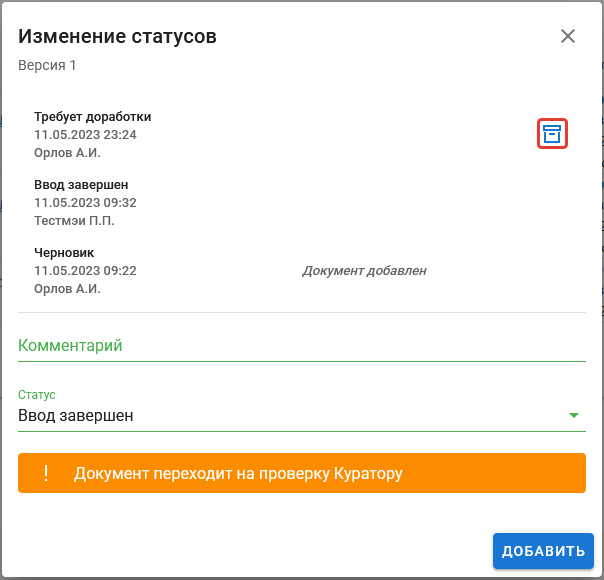 Изменение статусов
Версия 1
Требует доработки
11.05.2023 23:24
Орлов А.И.
Ввод завершен
11.05.2023 09:32
Тестмэи П.П.
Черновик
11.05.2023 09:22
Документ добавлен
Орлов А.И.
Комментарий
Статус
Ввод завершен
! Документ переходит на проверку Куратору
ДОБАВИТЬ